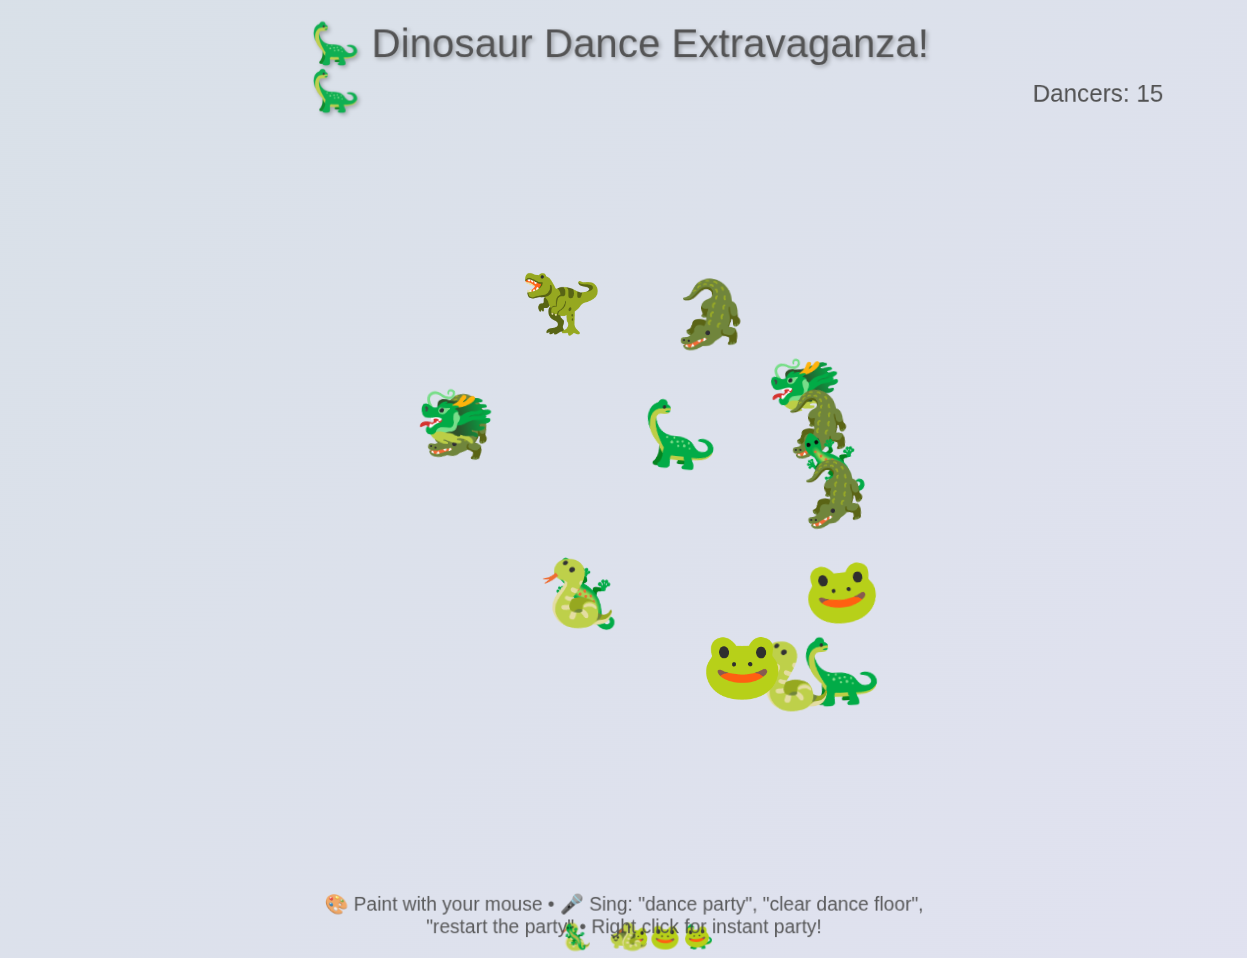 🦕 Dinosaur Dance Extravaganza!
🦕
Dancers: 15
🎨 Paint with your mouse • 🎤 Sing: "dance party", "clear dance floor",
"restart the party" • Right click for instant party!